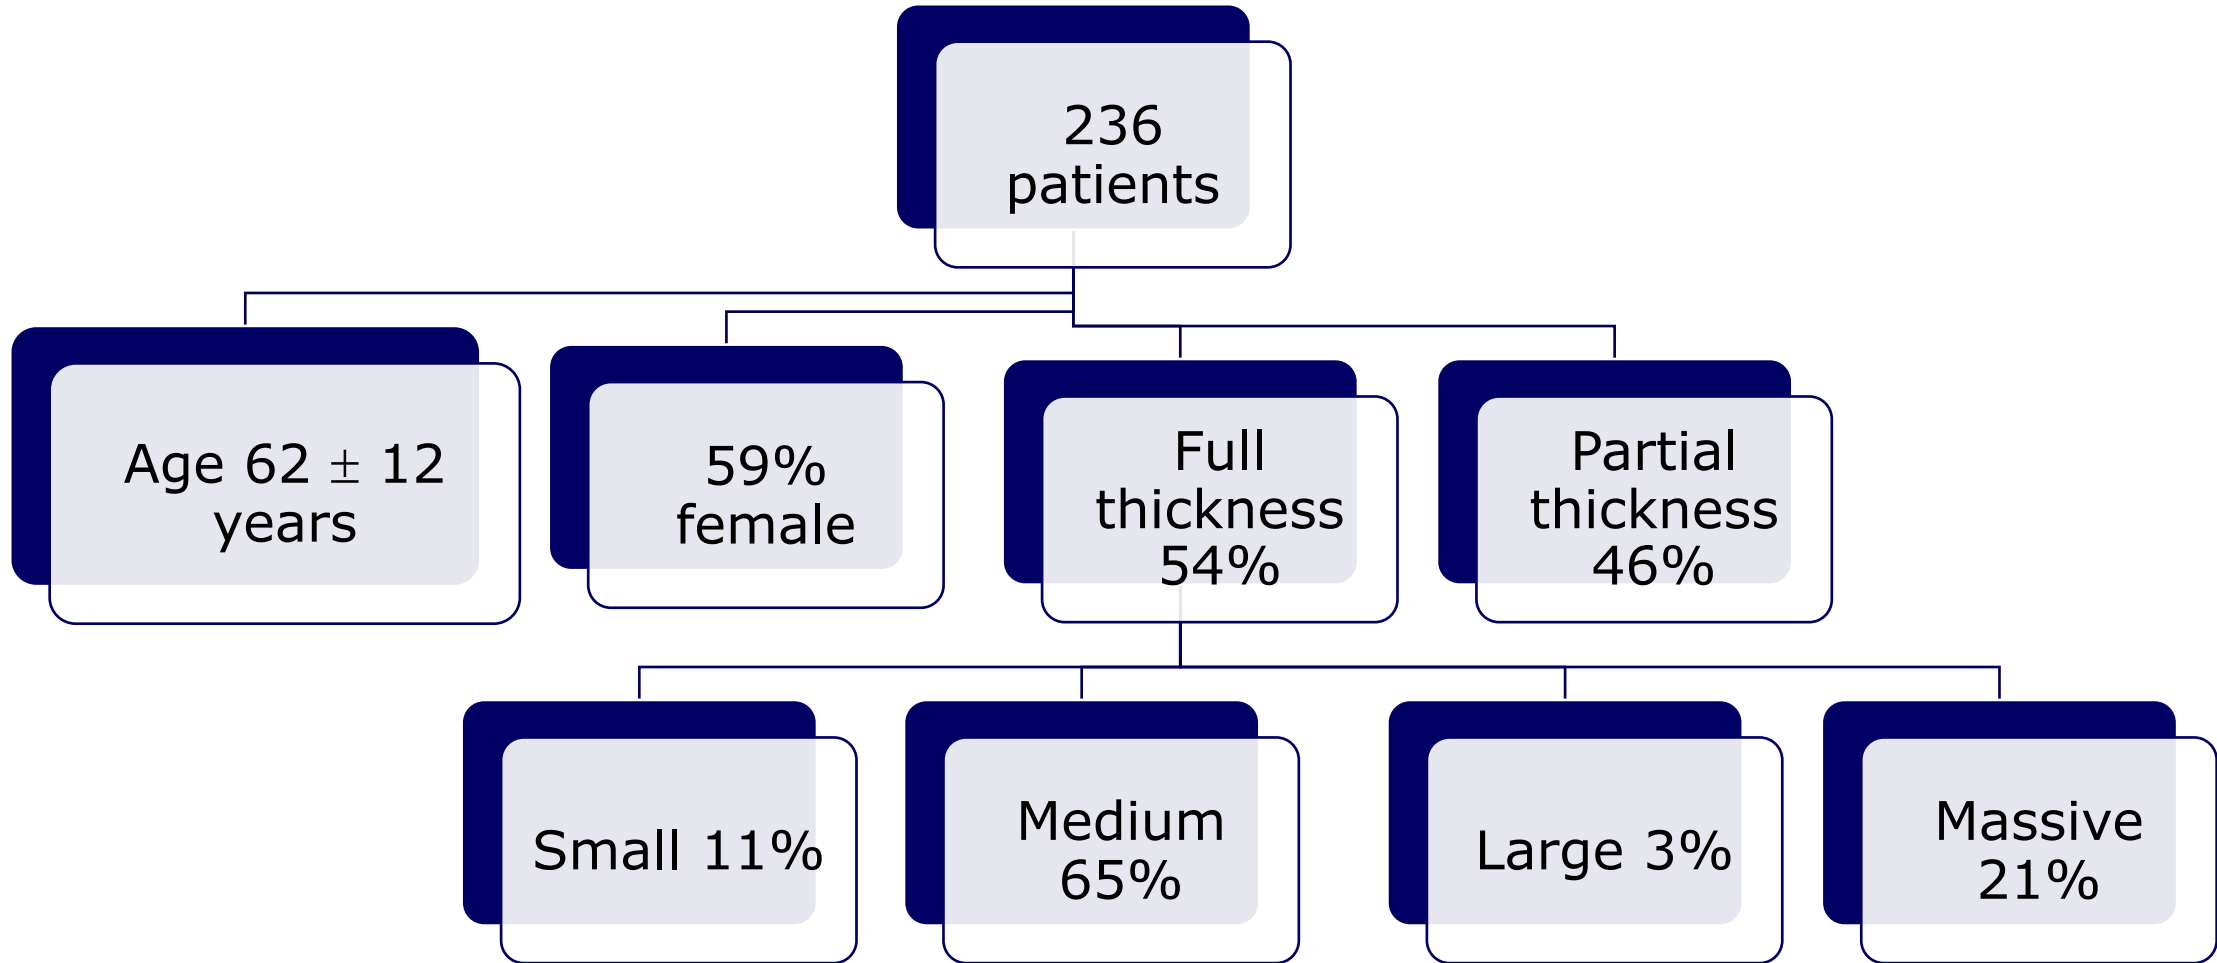 236
patients
Age 62 ± 12
years
59%
female
Full
thickness
54%
Partial
thickness
46%
Small 11%
Medium
65%
Large 3%
Massive
21%